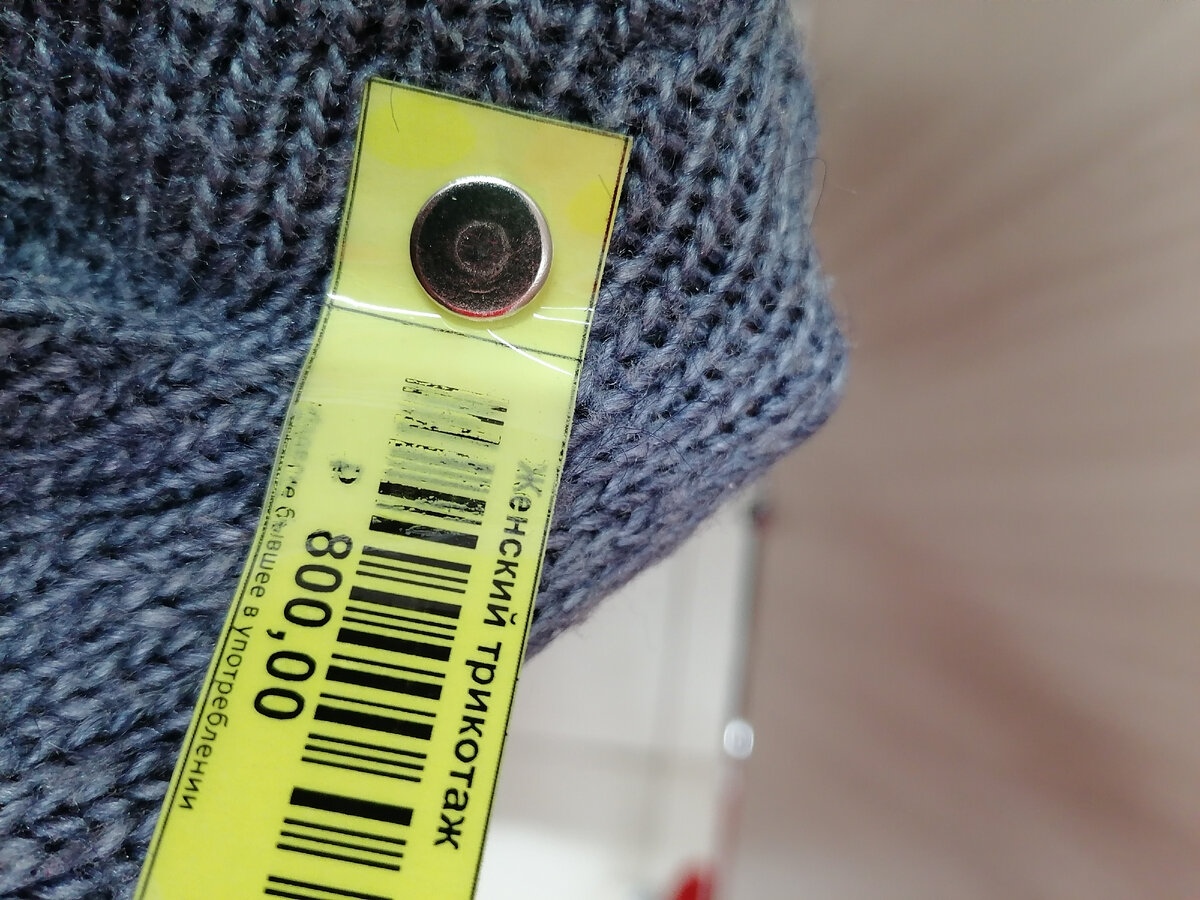 Женский трикотаж
₽ 800,00
бывшее в употреблении